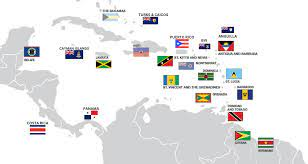 THE BAHAMAS
TURKS & CAICOS
CAYMAN ISLANDS
PUERTO RICO
BVI
ANGUILLA
BELIZE
JAMAICA
ANTIGUA AND BARBUDA
ST. KITTS AND NEVIS
DOMINICA
ST. LUCIA
ST. VINCENT AND THE GRENADINES
BARBADOS
GRENADA
PANAMA
TRINIDAD
AND TOBAGO
COSTA RICA
GUYANA
SURINAME